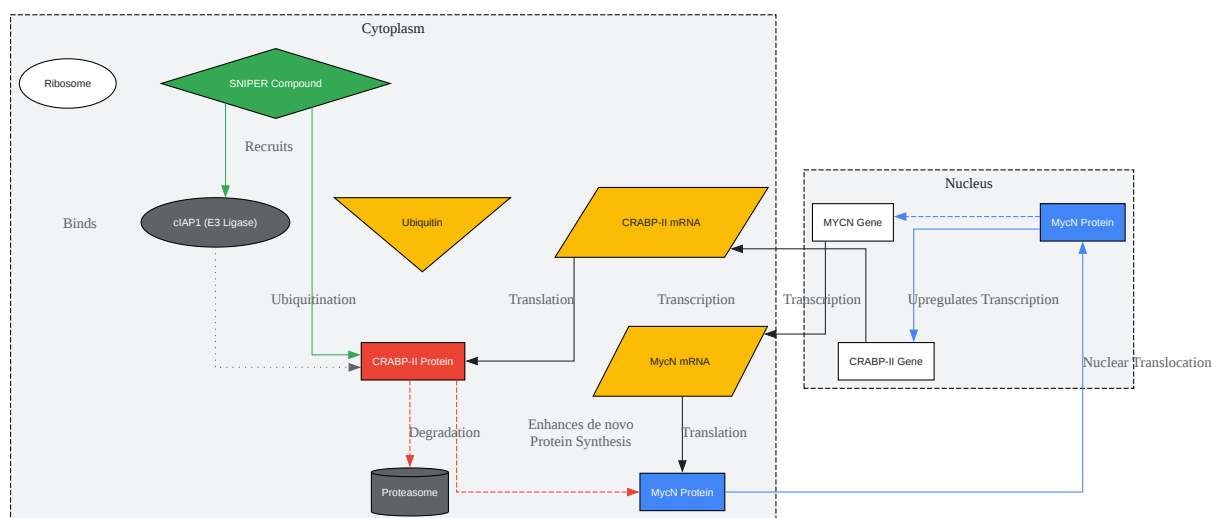 Cytoplasm
Ribosome
SNIPER Compound
Recruits
Nucleus
Binds
cIAP1 (E3 Ligase)
Ubiquitin
CRABP-II mRNA
MYCN Gene
MycN Protein
Ubiquitination
Translation
Transcription
Transcription
Upregulates Transcription
CRABP-II Protein
MycN mRNA
CRABP-II Gene
Nuclear Translocation
Degradation
Enhances de novo
Protein Synthesis
Translation
Proteasome
MycN Protein